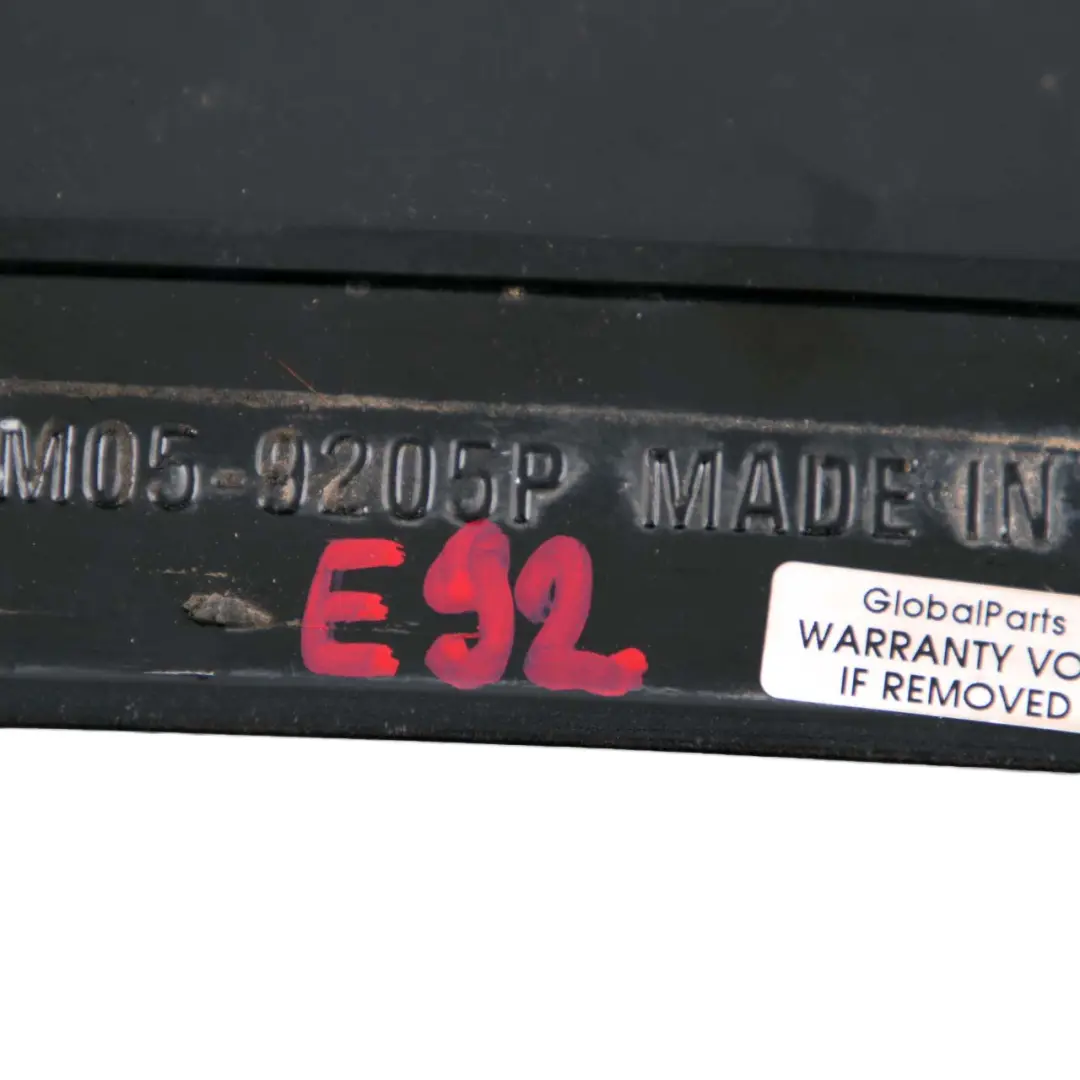 M05-9205P MADE IN
E92
GlobalParts
WARRANTY VO
IF REMOVED